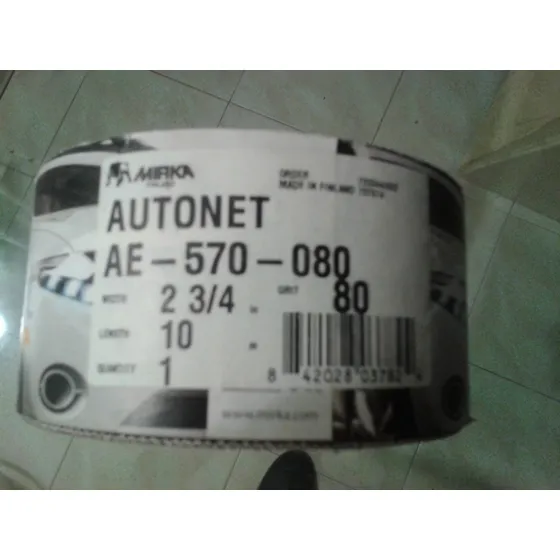 MIRKA
ORDER
MADE IN FINLAND
AUTONET
AE-570-080
WIDTH 2 3/4 in GRIT 80
LENGTH 10 m
QUANTITY 1
8 42028 03782 4
www.mirka.com